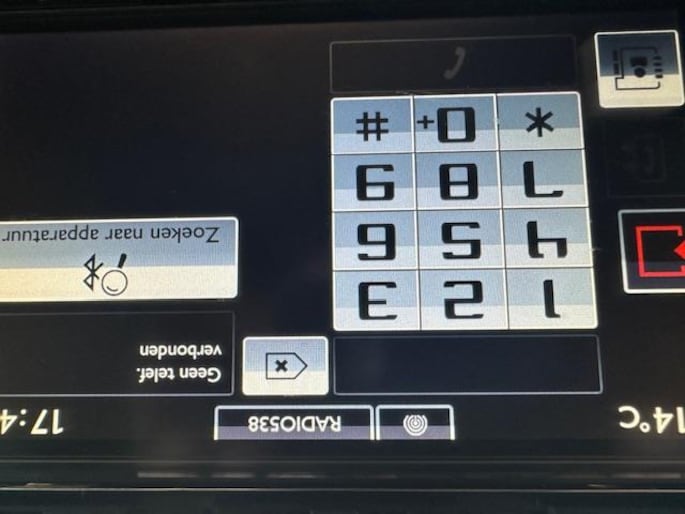 14°C
RADIO538
17:4
Geen telef.
verbonden
1 2 3
4 5 6
7 8 9
* 0+ #
Zoeken naar apparatuur